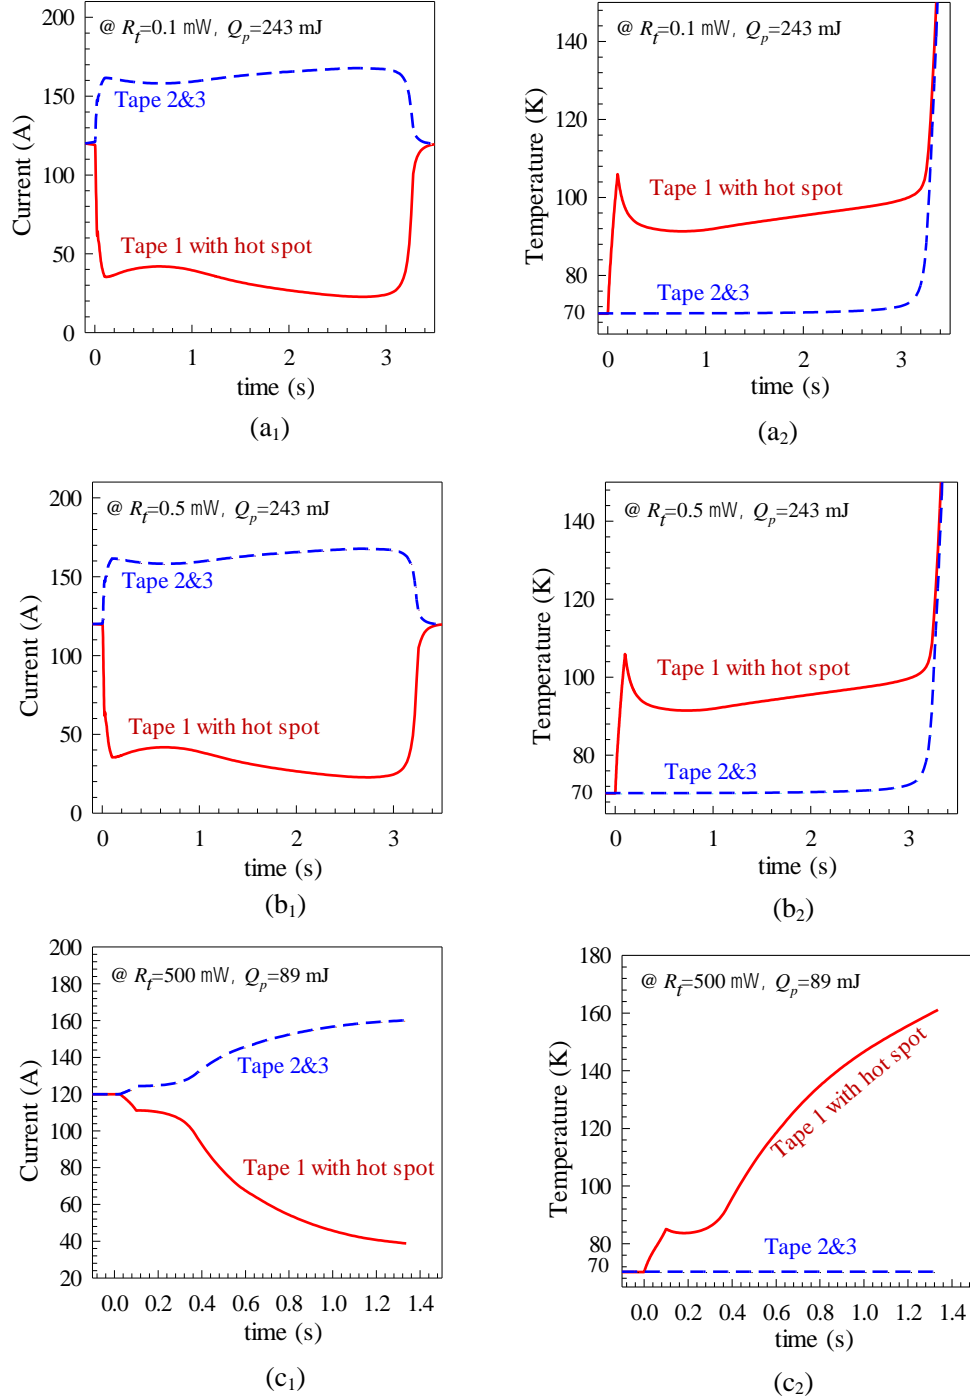 200
150
100
50
0
Current (A)
@ Rt=0.1 mW, Qp=243 mJ
Tape 2&3
Tape 1 with hot spot
0 1 2 3
time (s)
(a1)
140
120
100
80
70
Temperature (K)
@ Rt=0.1 mW, Qp=243 mJ
Tape 1 with hot spot
Tape 2&3
0 1 2 3
time (s)
(a2)
200
150
100
50
0
Current (A)
@ Rt=0.5 mW, Qp=243 mJ
Tape 2&3
Tape 1 with hot spot
0 1 2 3
time (s)
(b1)
140
120
100
80
70
Temperature (K)
@ Rt=0.5 mW, Qp=243 mJ
Tape 1 with hot spot
Tape 2&3
0 1 2 3
time (s)
(b2)
200
180
160
140
120
100
80
60
40
20
Current (A)
@ Rt=500 mW, Qp=89 mJ
Tape 2&3
Tape 1 with hot spot
0.0 0.2 0.4 0.6 0.8 1.0 1.2 1.4
time (s)
(c1)
180
160
140
120
100
80
70
Temperature (K)
@ Rt=500 mW, Qp=89 mJ
Tape 1 with hot spot
Tape 2&3
0.0 0.2 0.4 0.6 0.8 1.0 1.2 1.4
time (s)
(c2)